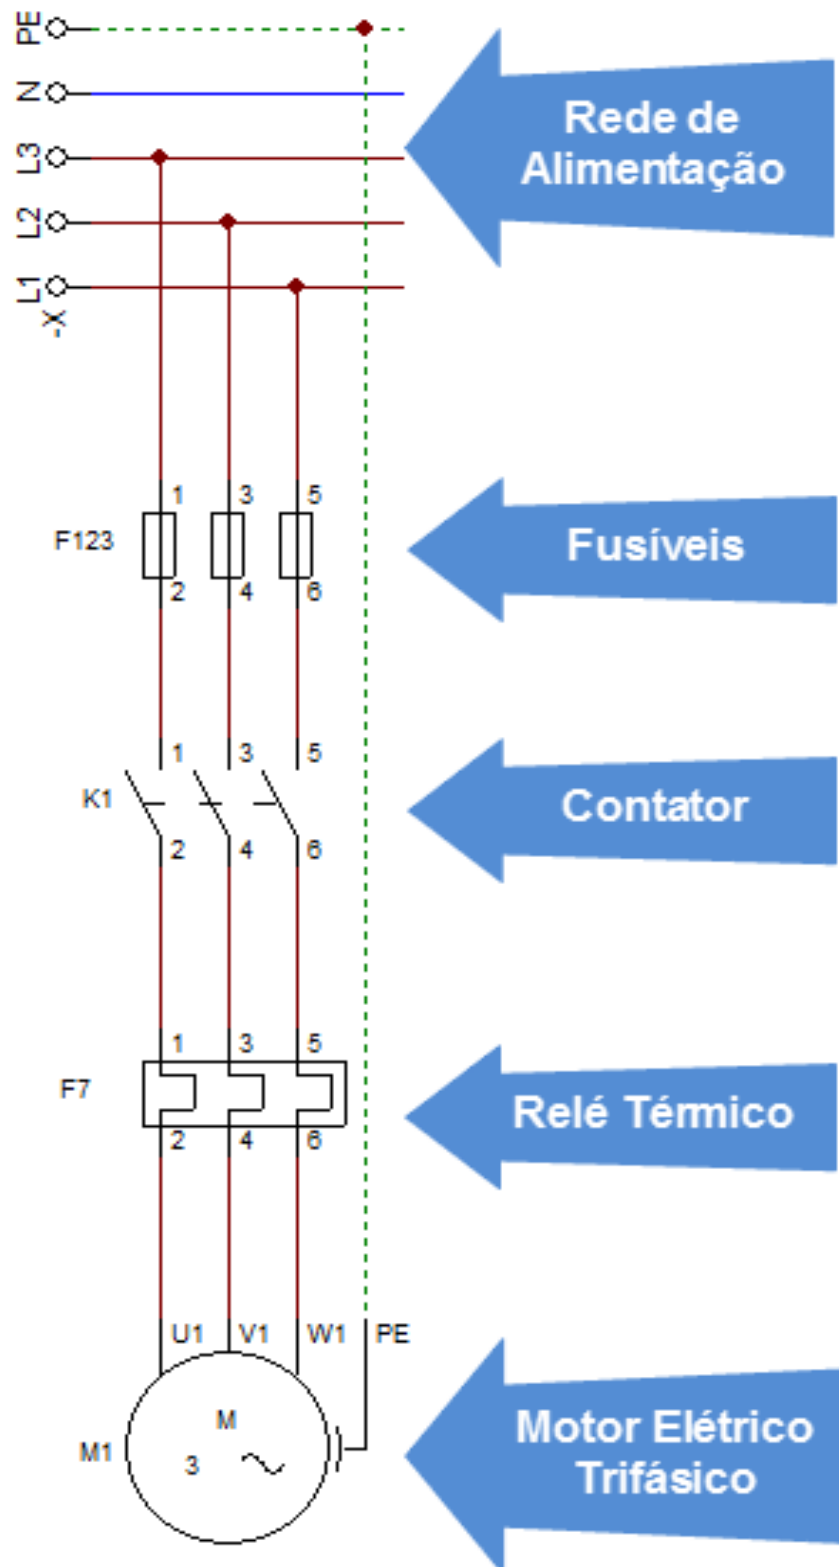 PE
N
L3
L2
L1
-X
Rede de
Alimentação
1 3 5
F123
Fusíveis
2 4 6
1 3 5
K1
Contator
2 4 6
1 3 5
F7
Relé Térmico
2 4 6
U1 V1 W1 PE
M
M1
3
Motor Elétrico
Trifásico